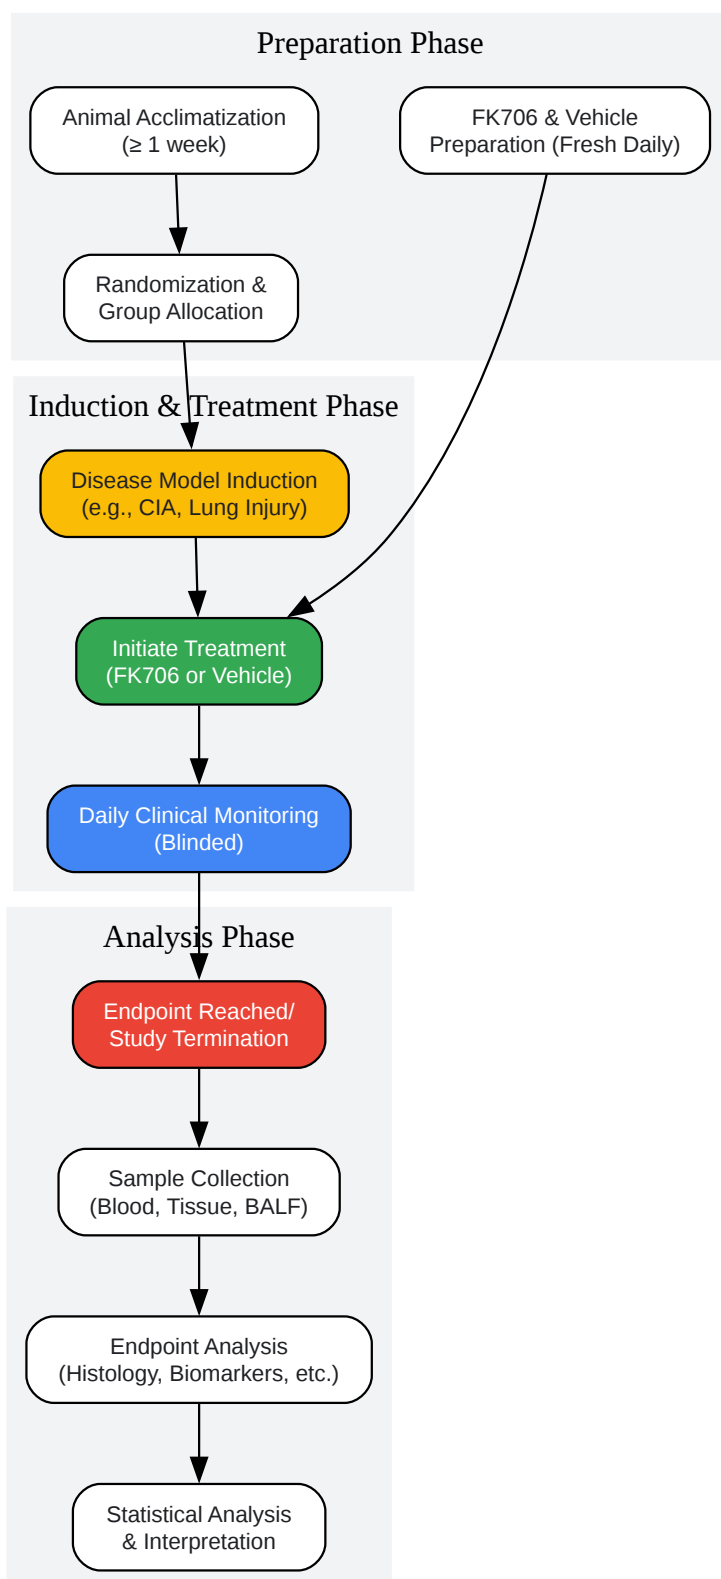 Preparation Phase
Animal Acclimatization
(≥ 1 week)
FK706 & Vehicle
Preparation (Fresh Daily)
Randomization &
Group Allocation
Induction & Treatment Phase
Disease Model Induction
(e.g., CIA, Lung Injury)
Initiate Treatment
(FK706 or Vehicle)
Daily Clinical Monitoring
(Blinded)
Analysis Phase
Endpoint Reached/
Study Termination
Sample Collection
(Blood, Tissue, BALF)
Endpoint Analysis
(Histology, Biomarkers, etc.)
Statistical Analysis
& Interpretation